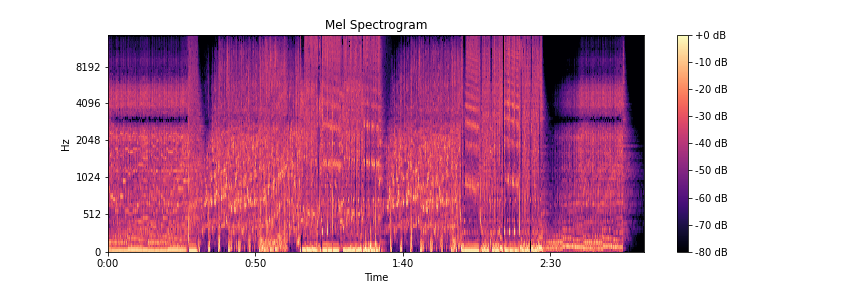 Mel Spectrogram
Hz
8192
4096
2048
1024
512
0
0:00
0:50
1:40
2:30
Time
+0 dB
-10 dB
-20 dB
-30 dB
-40 dB
-50 dB
-60 dB
-70 dB
-80 dB